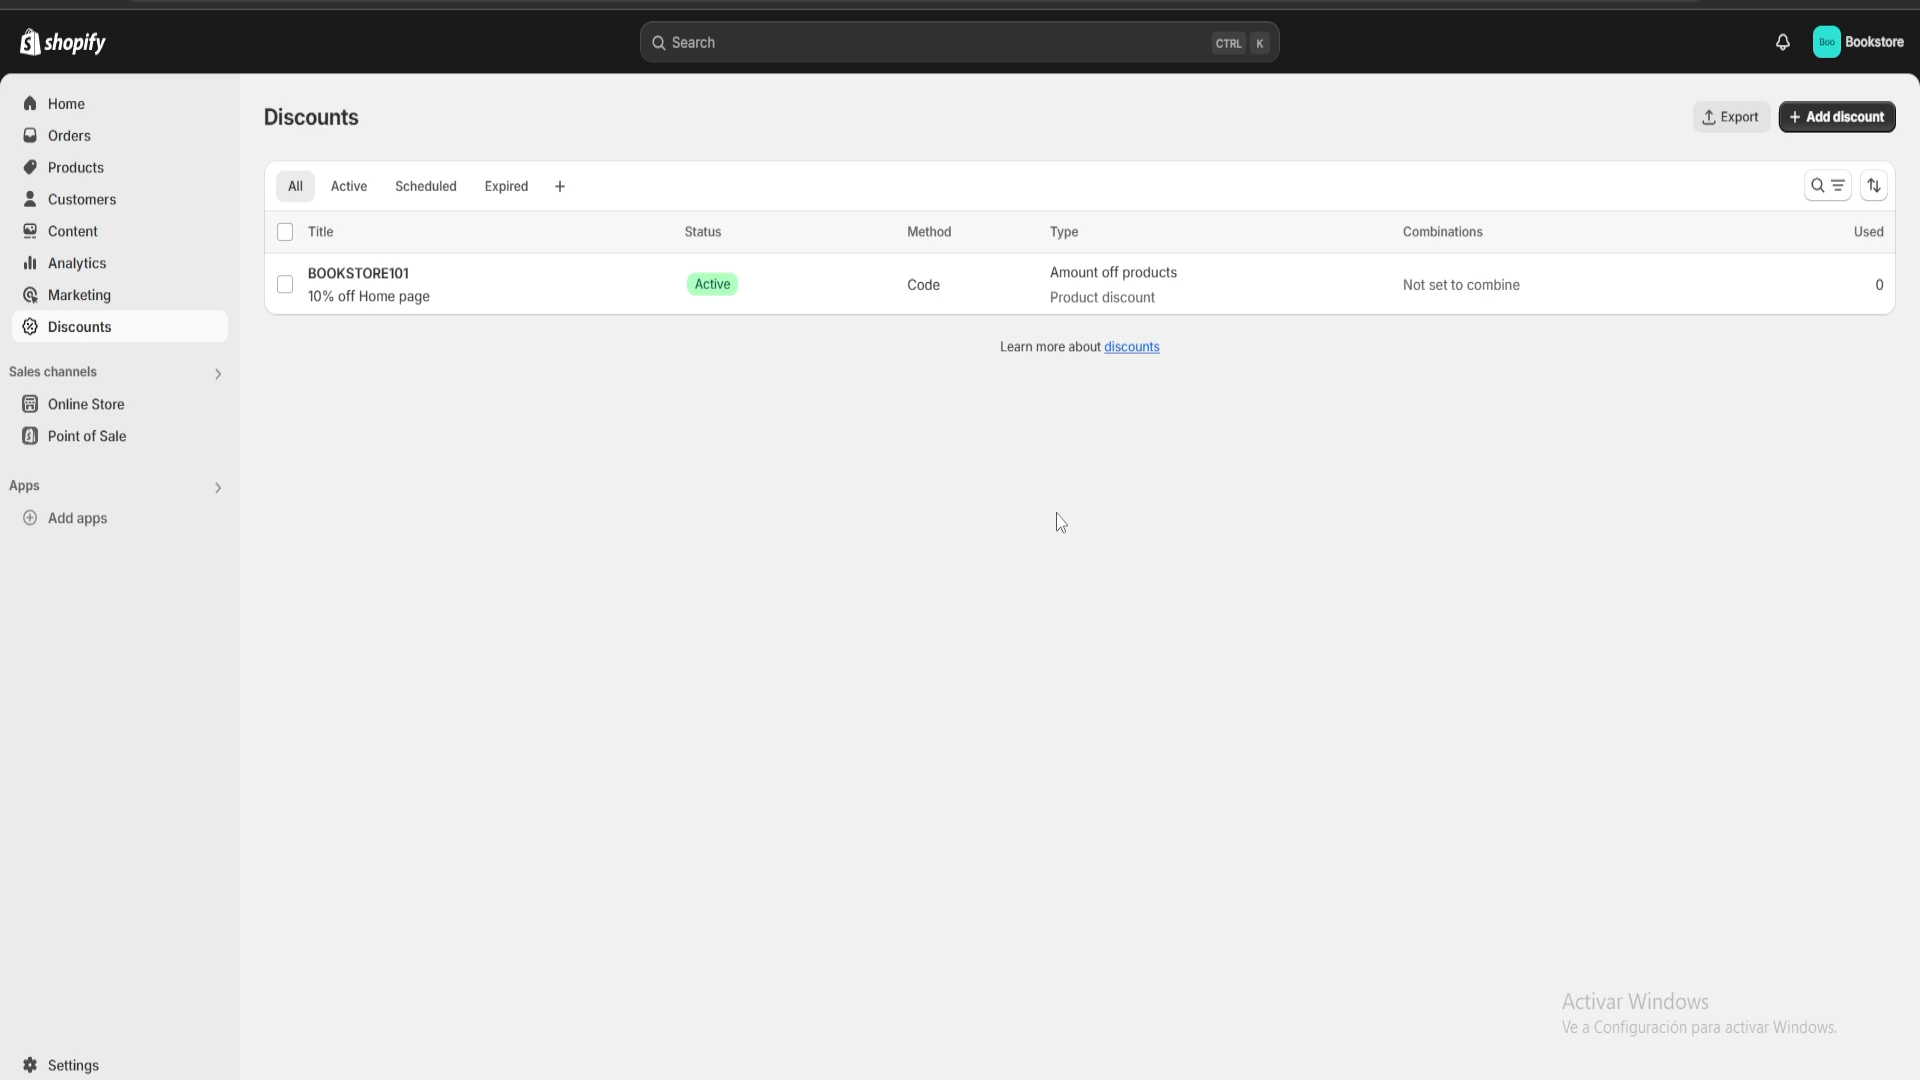 shopify
Search
CTRL K
Boo
Bookstore
Home
Orders
Products
Customers
Content
Analytics
Marketing
Discounts
Sales channels
Online Store
Point of Sale
Apps
Add apps
Settings
Discounts
Export
+ Add discount
All
Active
Scheduled
Expired
+
Title
Status
Method
Type
Combinations
Used
BOOKSTORE101
10% off Home page
Active
Code
Amount off products
Product discount
Not set to combine
0
Learn more about discounts
Activar Windows
Ve a Configuración para activar Windows.